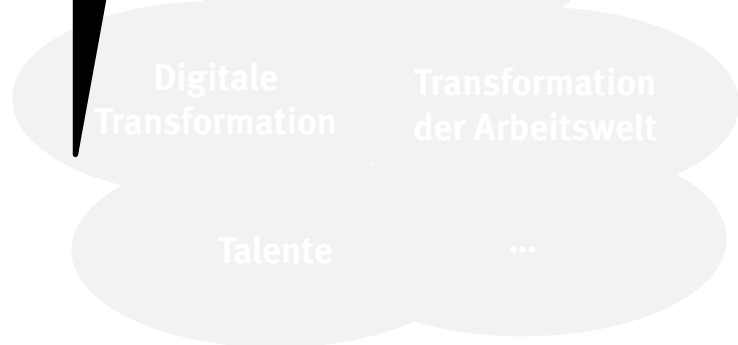 Digitale
Transformation
Transformation
der Arbeitswelt
Talente
...